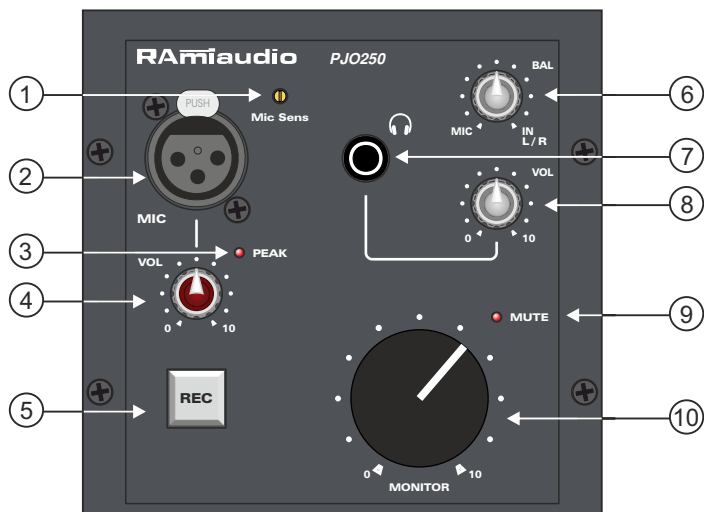 RAmiaudio PJO250
BAL
1
PUSH
6
Mic Sens
MIC IN
L / R
7
2
VOL
8
MIC
3
PEAK
0 10
VOL
4
9
MUTE
0 10
5
REC
10
0 10
MONITOR